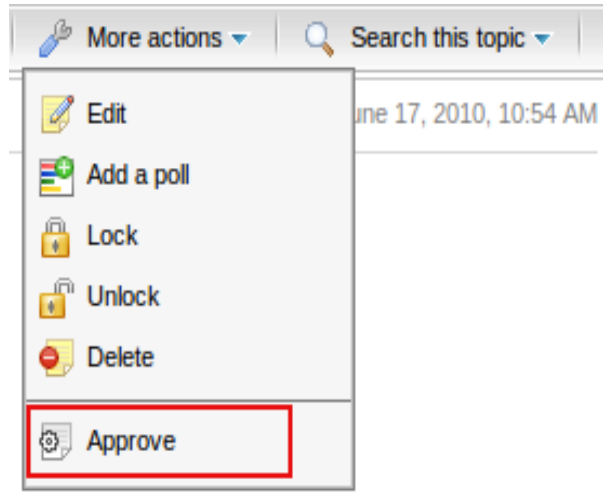 More actions Search this topic
Edit
une 17, 2010, 10:54 AM
Add a poll
Lock
Unlock
Delete
Approve